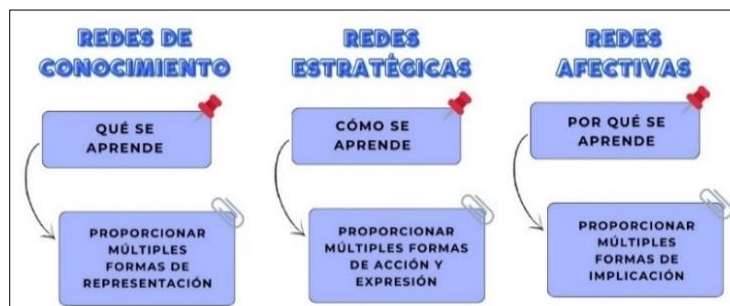 REDES DE
CONOCIMIENTO
QUÉ SE
APRENDE
PROPORCIONAR
MÚLTIPLES
FORMAS DE
REPRESENTACIÓN
REDES
ESTRATÉGICAS
CÓMO SE
APRENDE
PROPORCIONAR
MÚLTIPLES FORMAS
DE ACCIÓN Y
EXPRESIÓN
REDES
AFECTIVAS
POR QUÉ SE
APRENDE
PROPORCIONAR
MÚLTIPLES
FORMAS DE
IMPLICACIÓN